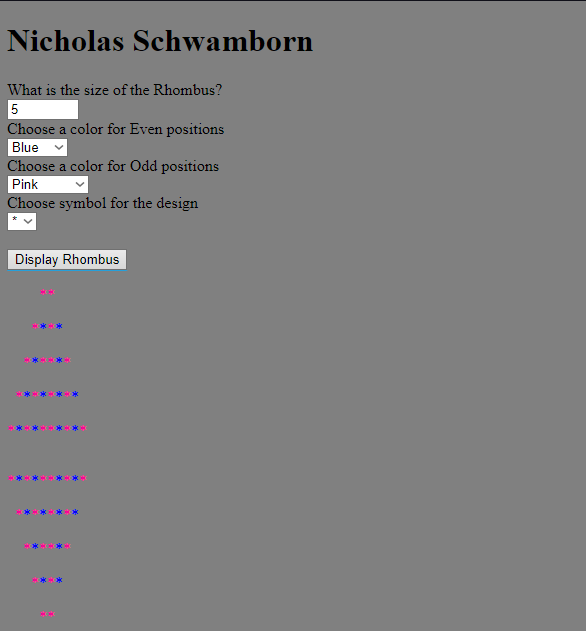 Nicholas Schwamborn
What is the size of the Rhombus?
5
Choose a color for Even positions
Blue
Choose a color for Odd positions
Pink
Choose symbol for the design
*
Display Rhombus
--
-*-*
-*--*-
-*-*-*-*
-*-*--*-*-
-*-*--*-*-
-*-*-*-*
-*--*-
-*-*
--